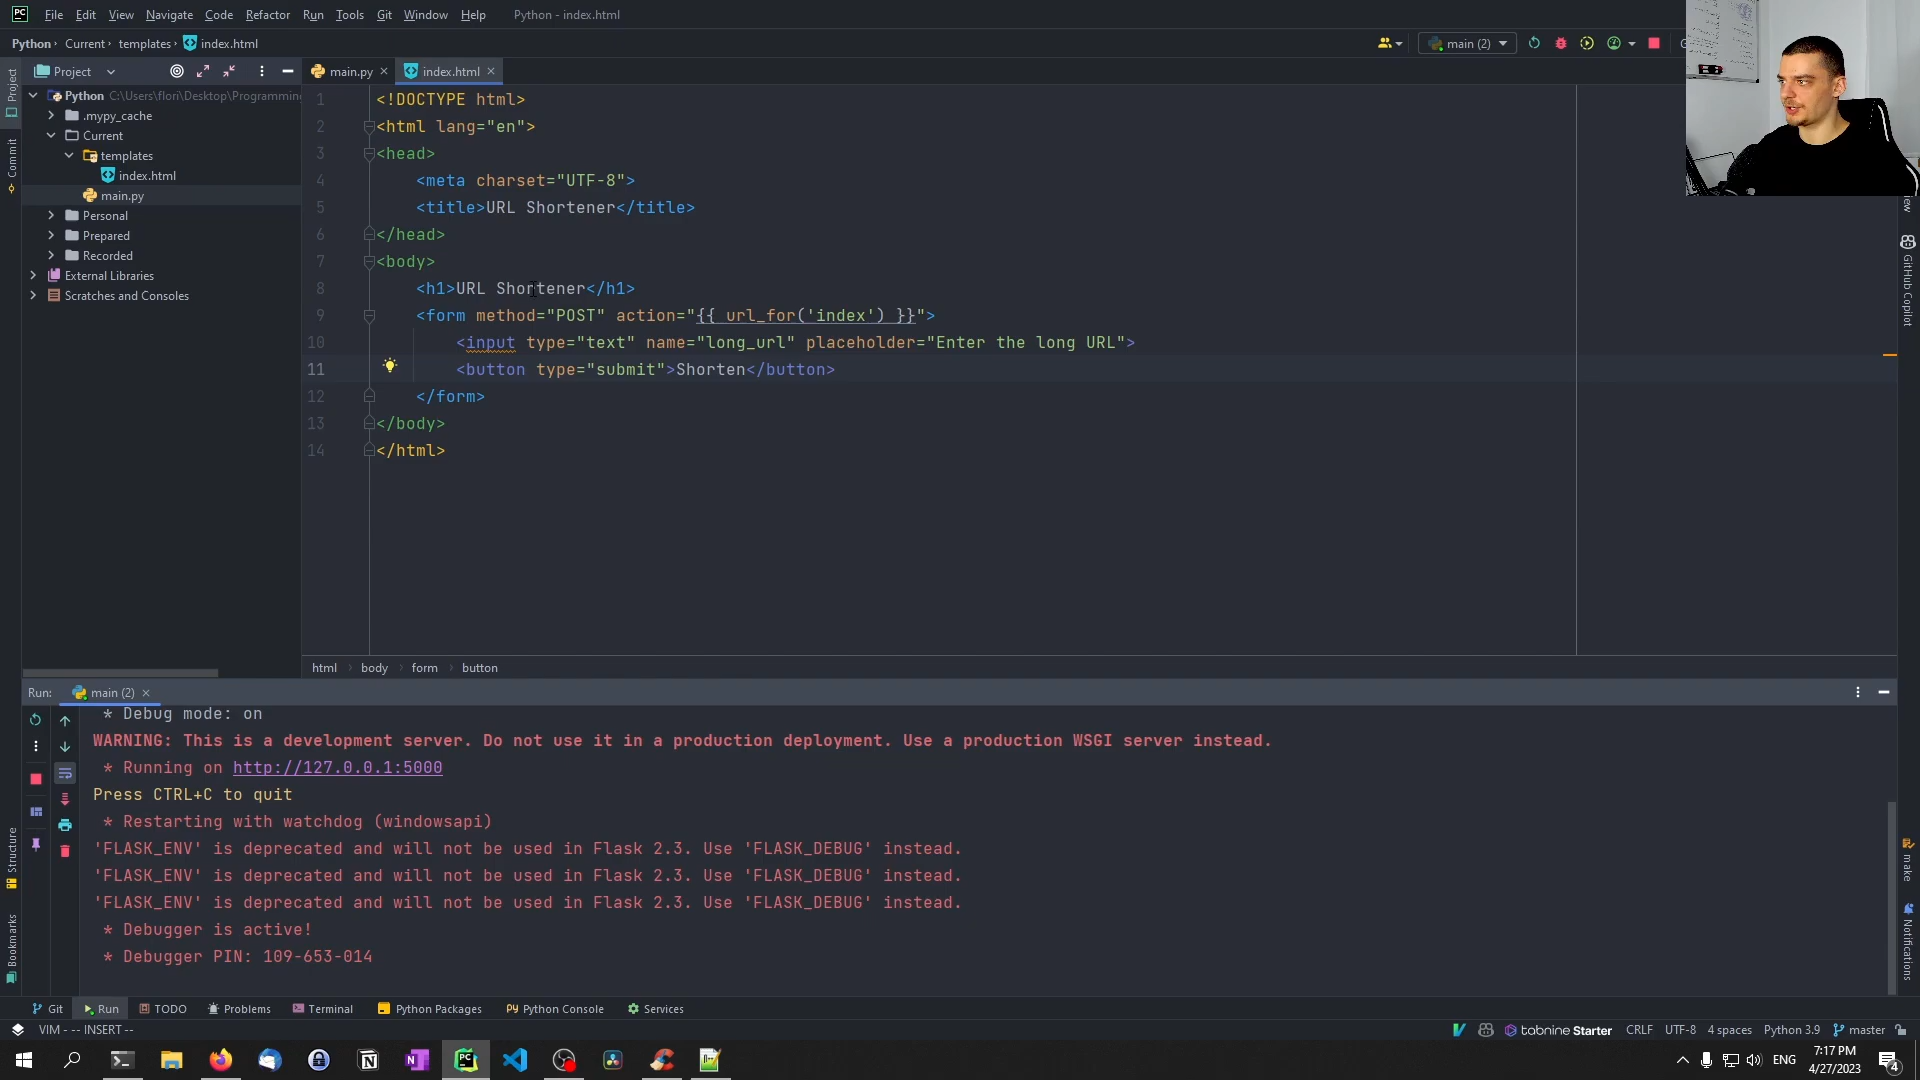 File Edit View Navigate Code Refactor Run Tools Git Window Help Python - index.html
Python Current templates index.html
main (2)
Project
main.py
index.html
Python C:\Users\flori\Desktop\Programming
.mypy_cache
Current
templates
index.html
main.py
Personal
Prepared
Recorded
External Libraries
Scratches and Consoles
Project
Commit
Structure
Bookmarks
1 <!DOCTYPE html>
2 <html lang="en">
3 <head>
4 <meta charset="UTF-8">
5 <title>URL Shortener</title>
6 </head>
7 <body>
8 <h1>URL Shortener</h1>
9 <form method="POST" action="{{ url_for('index') }}">
10 <input type="text" name="long_url" placeholder="Enter the long URL">
11 <button type="submit">Shorten</button>
12 </form>
13 </body>
14 </html>
GitHub Copilot
make
Notifications
html body form button
Run: main (2)
* Debug mode: on
WARNING: This is a development server. Do not use it in a production deployment. Use a production WSGI server instead.
* Running on http://127.0.0.1:5000
Press CTRL+C to quit
* Restarting with watchdog (windowsapi)
'FLASK_ENV' is deprecated and will not be used in Flask 2.3. Use 'FLASK_DEBUG' instead.
'FLASK_ENV' is deprecated and will not be used in Flask 2.3. Use 'FLASK_DEBUG' instead.
'FLASK_ENV' is deprecated and will not be used in Flask 2.3. Use 'FLASK_DEBUG' instead.
* Debugger is active!
* Debugger PIN: 109-653-014
Git Run TODO Problems Terminal Python Packages Python Console Services
VIM - -- INSERT --
tabnine Starter CRLF UTF-8 4 spaces Python 3.9 master
ENG
7:17 PM
4/27/2023
4